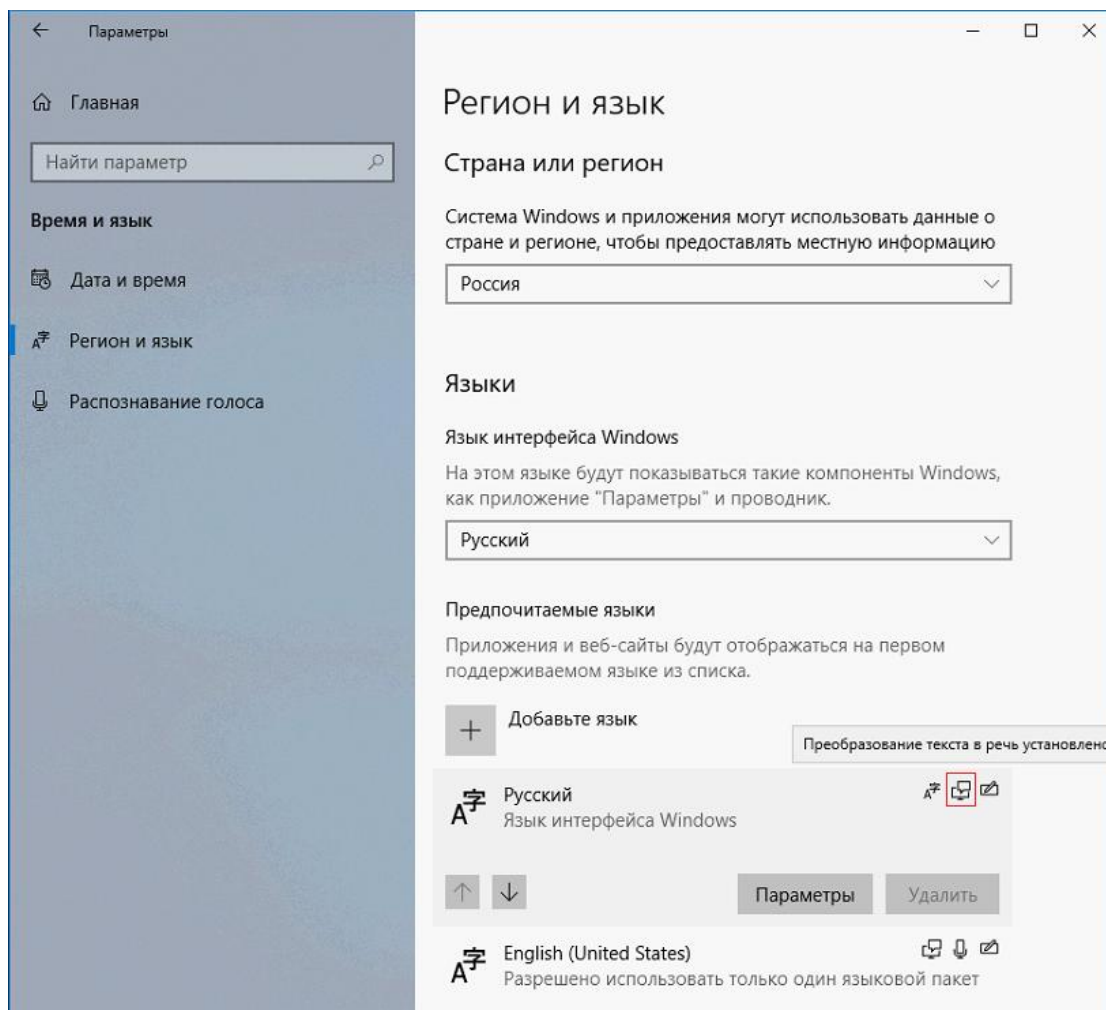 Параметры
Главная
Найти параметр
Время и язык
Дата и время
Регион и язык
Распознавание голоса
Регион и язык
Страна или регион
Система Windows и приложения могут использовать данные о
стране и регионе, чтобы предоставлять местную информацию
Россия
Языки
Язык интерфейса Windows
На этом языке будут показываться такие компоненты Windows,
как приложение "Параметры" и проводник.
Русский
Предпочитаемые языки
Приложения и веб-сайты будут отображаться на первом
поддерживаемом языке из списка.
Добавьте язык
Преобразование текста в речь установлено
Русский
Язык интерфейса Windows
Параметры
Удалить
English (United States)
Разрешено использовать только один языковой пакет